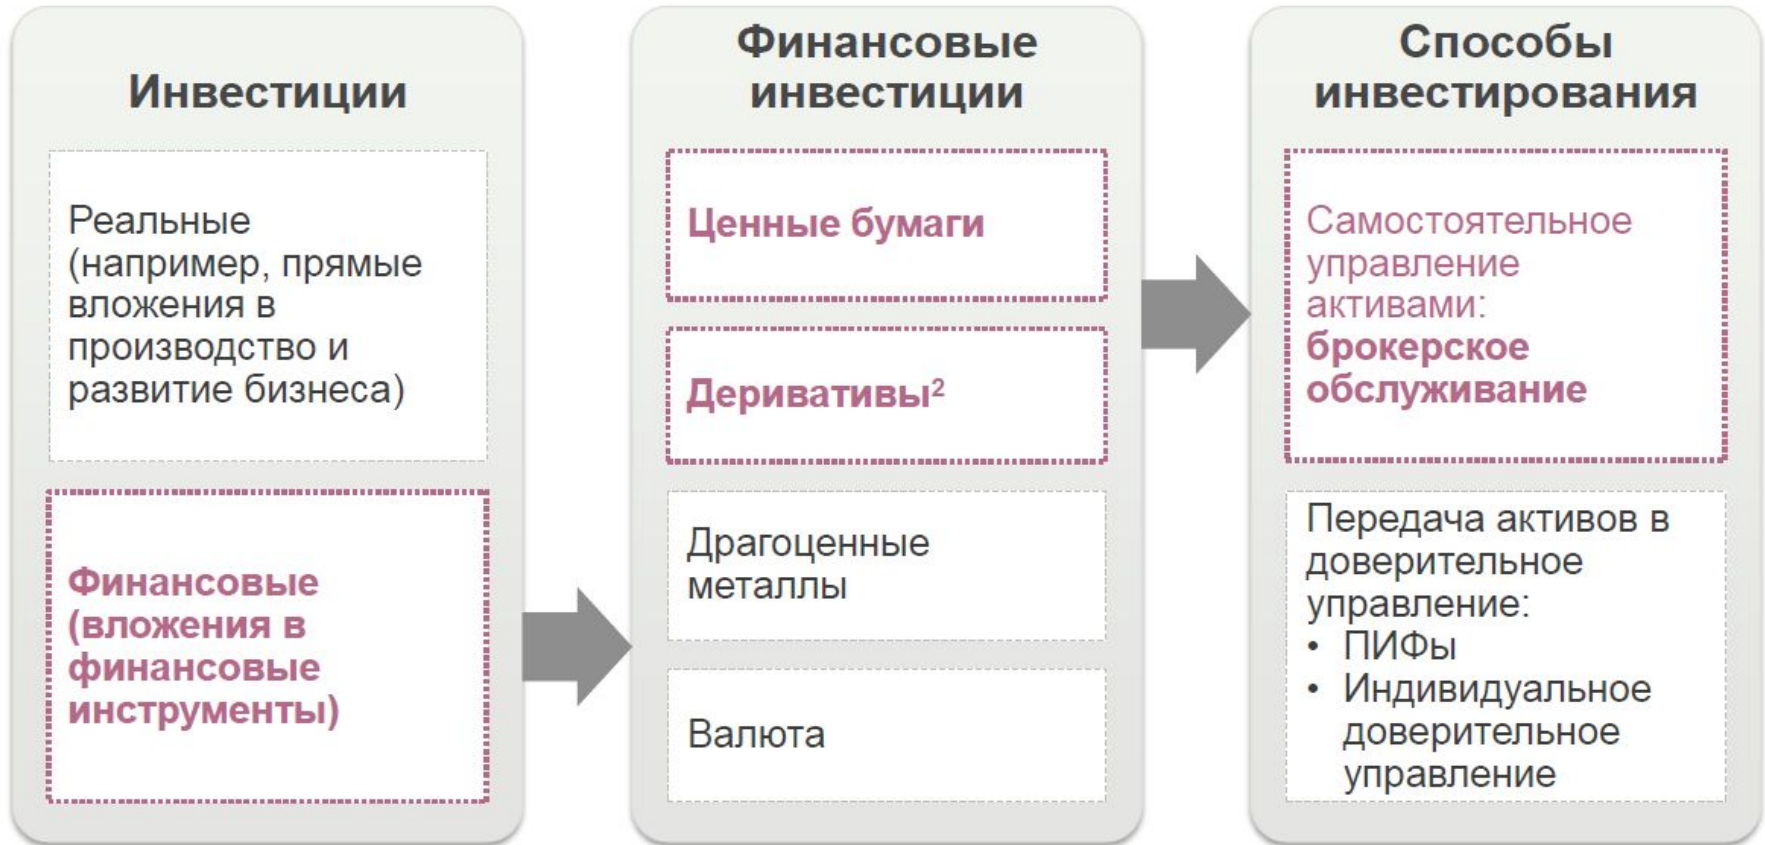 Инвестиции
Реальные
(например, прямые
вложения в
производство и
развитие бизнеса)
Финансовые
(вложения в
финансовые
инструменты)
Финансовые
инвестиции
Ценные бумаги
Деривативы²
Драгоценные
металлы
Валюта
Способы
инвестирования
Самостоятельное
управление
активами:
брокерское
обслуживание
Передача активов в
доверительное
управление:
• ПИФы
• Индивидуальное
доверительное
управление